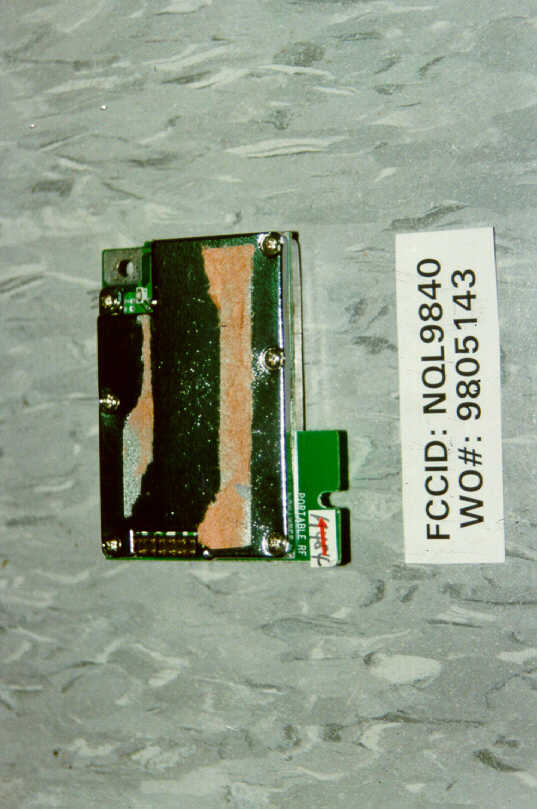 FCCID: NQL9840
WO#: 9805143
PORTABLE RF